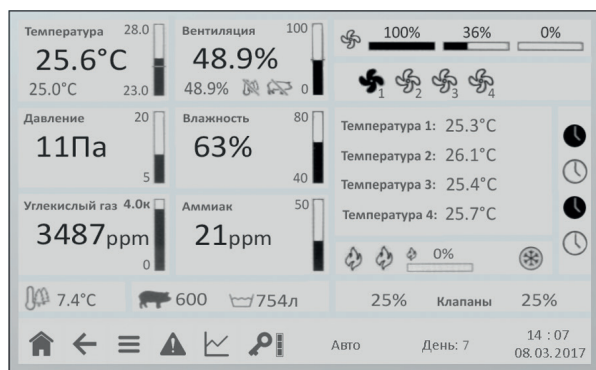 Температура 28.0
25.6°C
25.0°C 23.0
Вентиляция 100
48.9%
48.9% 0
100% 36% 0%
1 2 3 4
Давление 20
11Па
5
Влажность 80
63%
40
Температура 1: 25.3°C
Температура 2: 26.1°C
Температура 3: 25.4°C
Температура 4: 25.7°C
Углекислый газ 4.0к
3487ppm
0
Аммиак 50
21ppm
0%
7.4°C 600 754л
25% Клапаны 25%
Авто День: 7
14 : 07
08.03.2017